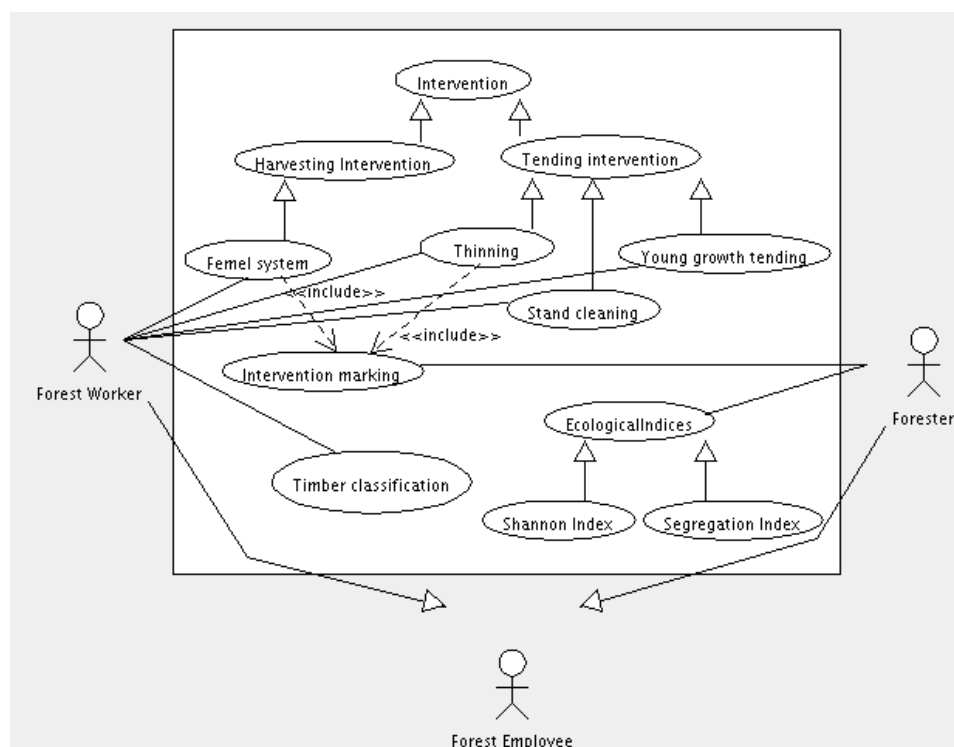 Intervention
Harvesting Intervention
Tending intervention
Femel system
Thinning
Young growth tending
<<include>>
Stand cleaning
<<include>>
Intervention marking
Forest Worker
EcologicalIndices
Forester
Timber classification
Shannon Index
Segregation Index
Forest Employee